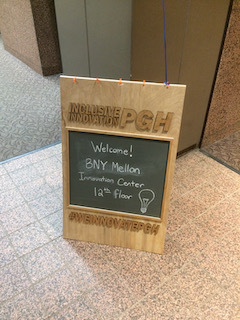 INCLUSIVE
INNOVATION PGH
Welcome!
BNY Mellon
Innovation Center
12th Floor
#WEINNOVATEPGH